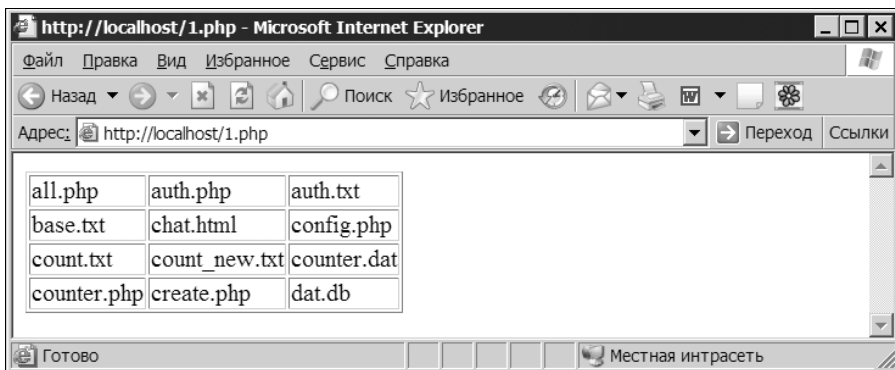 http://localhost/1.php - Microsoft Internet Explorer
Файл Правка Вид Избранное Сервис Справка
Назад Поиск Избранное W
Адрес: http://localhost/1.php Переход Ссылки
all.php auth.php auth.txt
base.txt chat.html config.php
count.txt count_new.txt counter.dat
counter.php create.php dat.db
Готово Местная интрасеть